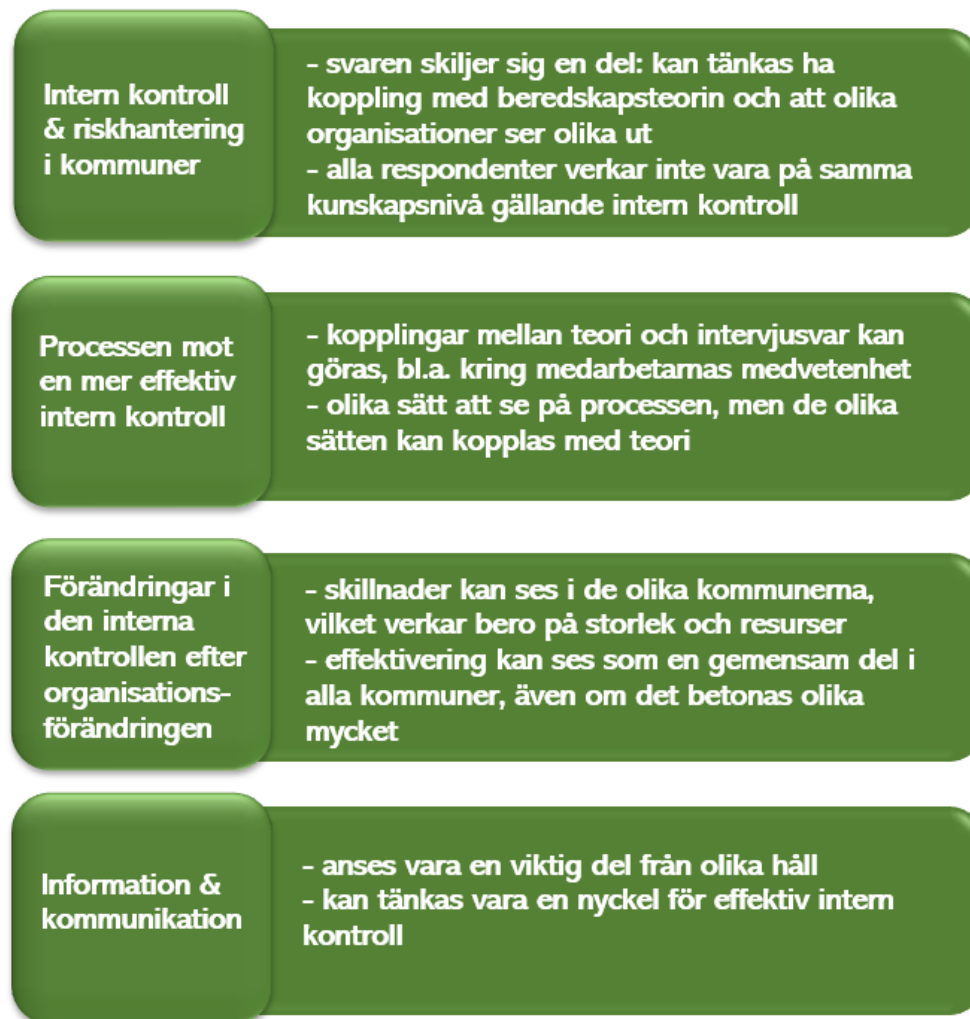 Intern kontroll
& riskhantering
i kommuner
- svaren skiljer sig en del: kan tänkas ha
koppling med beredskapsteorin och att olika
organisationer ser olika ut
- alla respondenter verkar inte vara på samma
kunskapsnivå gällande intern kontroll
Processen mot
en mer effektiv
intern kontroll
- kopplingar mellan teori och intervjusvar kan
göras, bl.a. kring medarbetarnas medvetenhet
- olika sätt att se på processen, men de olika
sätten kan kopplas med teori
Förändringar i
den interna
kontrollen efter
organisations-
förändringen
- skillnader kan ses i de olika kommunerna,
vilket verkar bero på storlek och resurser
- effektivering kan ses som en gemensam del i
alla kommuner, även om det betonas olika
mycket
Information &
kommunikation
- anses vara en viktig del från olika håll
- kan tänkas vara en nyckel för effektiv intern
kontroll